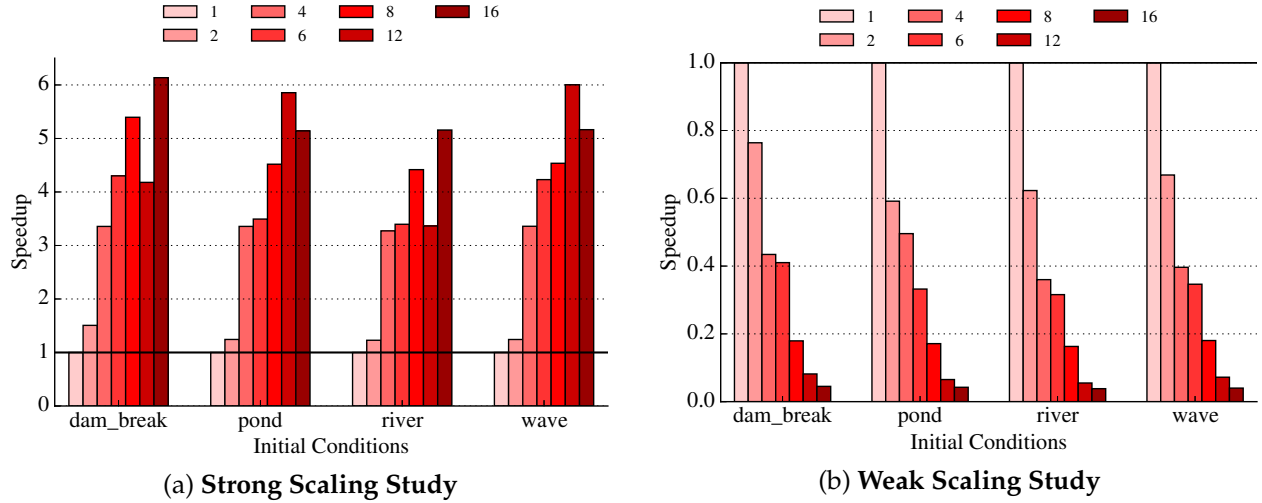 1 4 8 16
2 6 12
Speedup
6
5
4
3
2
1
0
dam_break pond river wave
Initial Conditions
(a) Strong Scaling Study
1 4 8 16
2 6 12
Speedup
1.0
0.8
0.6
0.4
0.2
0.0
dam_break pond river wave
Initial Conditions
(b) Weak Scaling Study